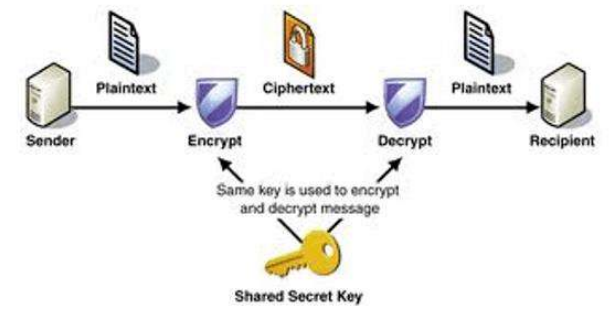 Plaintext
Ciphertext
Plaintext
Sender
Encrypt
Decrypt
Recipient
Same key is used to encrypt
and decrypt message
Shared Secret Key